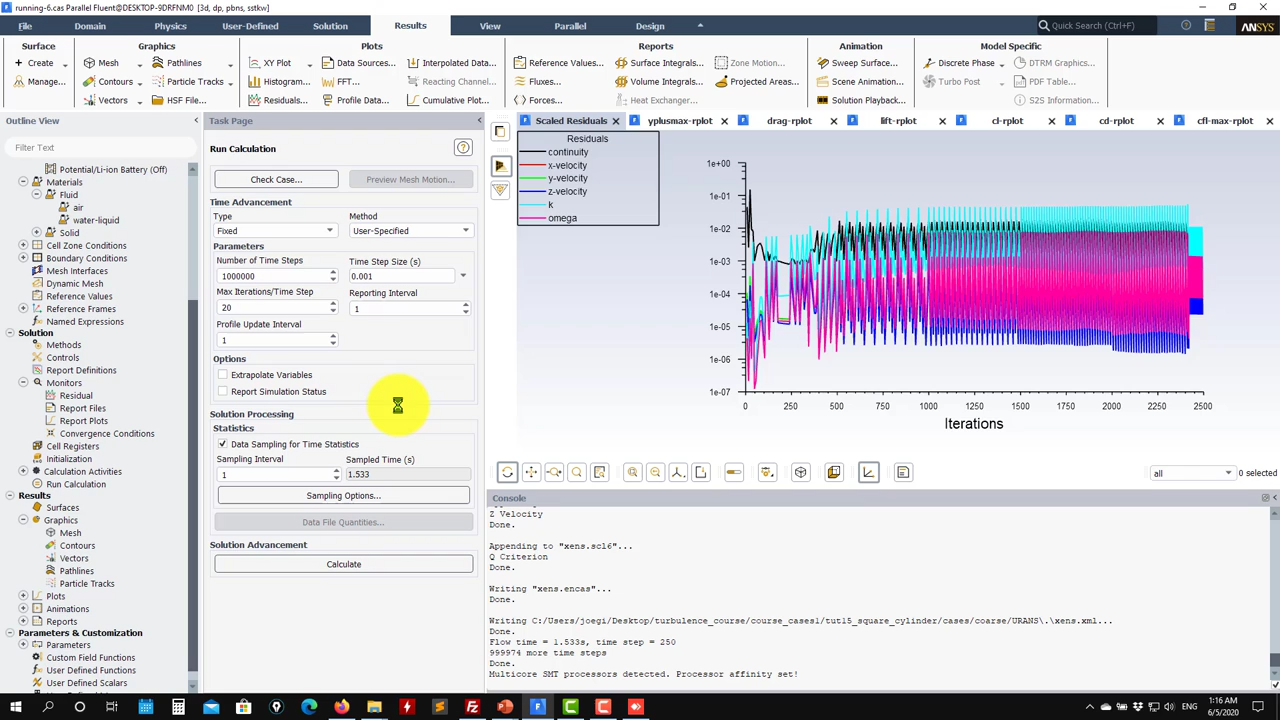 running-6.cas Parallel Fluent@DESKTOP-9DRFNM0 [3d, dp, pbns, sstkw]
File Domain Physics User-Defined Solution Results View Parallel Design Quick Search (Ctrl+F) ANSYS
Surface Graphics Plots Reports Animation Model Specific
Create Mesh Pathlines XY Plot Data Sources... Interpolated Data... Reference Values... Surface Integrals... Zone Motion... Sweep Surface... Discrete Phase DTRM Graphics...
Manage... Contours Particle Tracks Histogram... FFT... Reacting Channel... Fluxes... Volume Integrals... Projected Areas... Scene Animation... Turbo Post PDF Table...
Vectors HSF File... Residuals... Profile Data... Cumulative Plot... Forces... Heat Exchanger... Solution Playback... S2S Information...
Outline View
Filter Text
Potential/Li-ion Battery (Off)
Materials
Fluid
air
water-liquid
Solid
Cell Zone Conditions
Boundary Conditions
Mesh Interfaces
Dynamic Mesh
Reference Values
Reference Frames
Named Expressions
Solution
Methods
Controls
Report Definitions
Monitors
Residual
Report Files
Report Plots
Convergence Conditions
Cell Registers
Initialization
Calculation Activities
Run Calculation
Results
Surfaces
Graphics
Mesh
Contours
Vectors
Pathlines
Particle Tracks
Plots
Animations
Reports
Parameters & Customization
Parameters
Custom Field Functions
User Defined Functions
User Defined Scalars
Task Page
Run Calculation
Check Case... Preview Mesh Motion...
Time Advancement
Type Method
Fixed User-Specified
Parameters
Number of Time Steps Time Step Size (s)
1000000 0.001
Max Iterations/Time Step Reporting Interval
20 1
Profile Update Interval
1
Options
Extrapolate Variables
Report Simulation Status
Solution Processing
Statistics
Data Sampling for Time Statistics
Sampling Interval Sampled Time (s)
1 1.533
Sampling Options...
Data File Quantities...
Solution Advancement
Calculate
Scaled Residuals yplusmax-rplot drag-rplot lift-rplot cl-rplot cd-rplot cfl-max-rplot
Residuals
continuity
x-velocity
y-velocity
z-velocity
k
omega
1e+00
1e-01
1e-02
1e-03
1e-04
1e-05
1e-06
1e-07
0 250 500 750 1000 1250 1500 1750 2000 2250 2500
Iterations
all 0 selected
Console
Z Velocity
Done.
Appending to "xens.scl6"...
Q Criterion
Done.
Writing "xens.encas"...
Done.
Writing C:/Users/joegi/Desktop/turbulence_course/course_cases1/tut15_square_cylinder/cases/coarse/URANS\.\xens.xml...
Done.
Flow time = 1.533s, time step = 250
999974 more time steps
Done.
Multicore SMT processors detected. Processor affinity set!
ENG 1:16 AM
6/5/2020